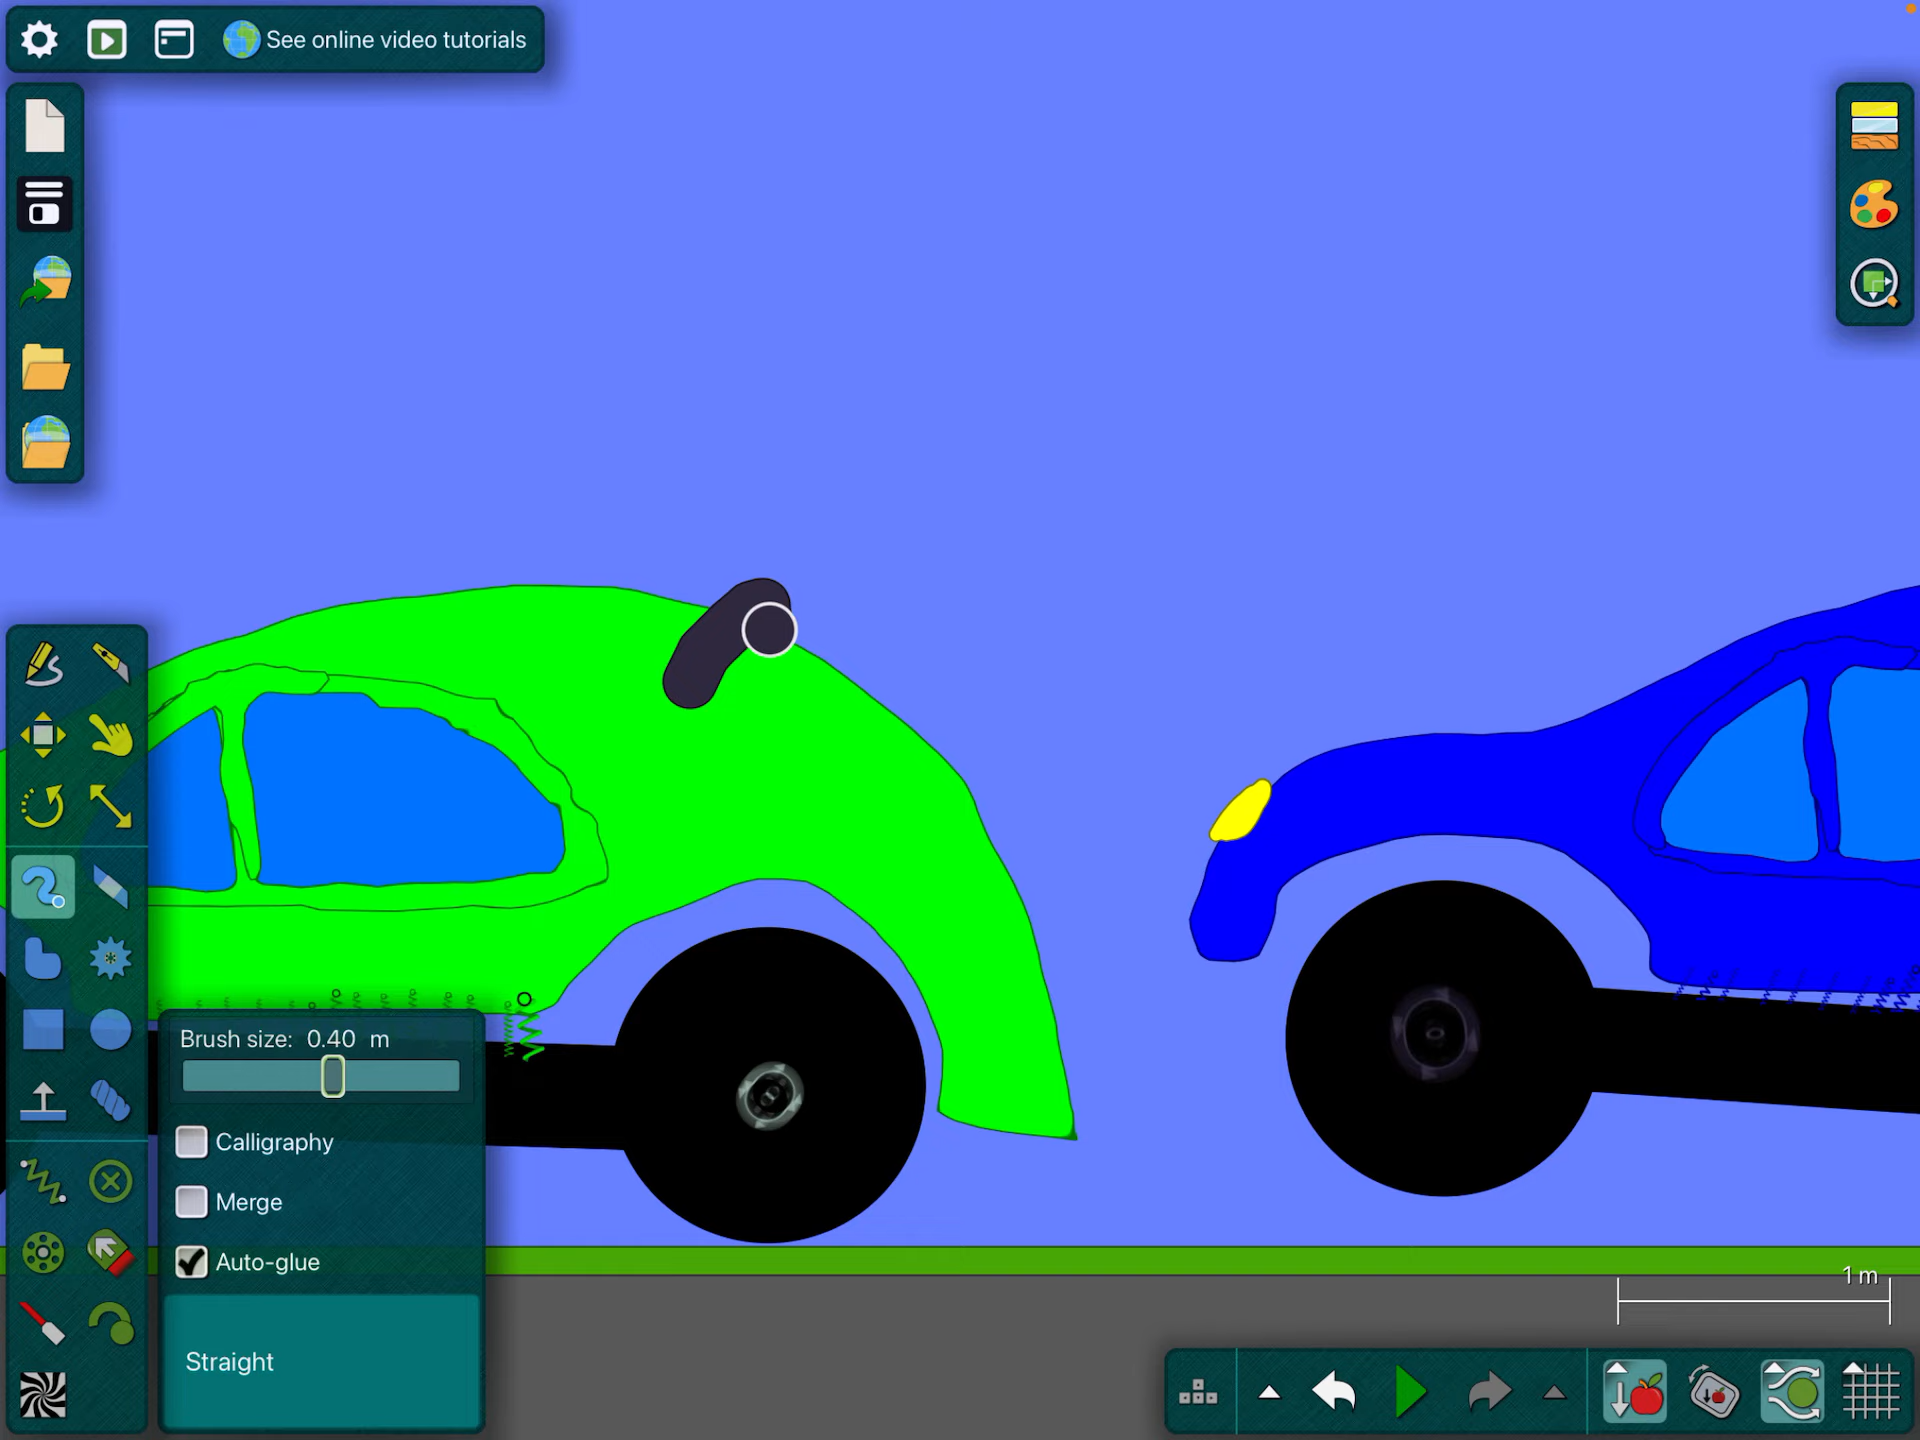 See online video tutorials
Brush size: 0.40 m
Calligraphy
Merge
Auto-glue
1 m
Straight